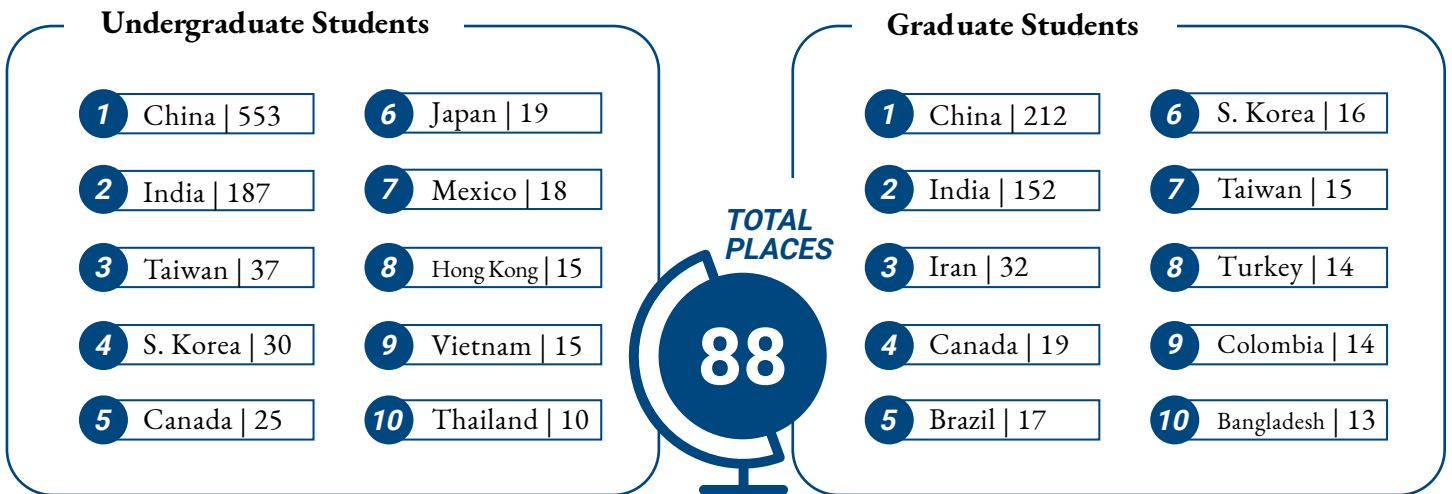 Undergraduate Students
1 China | 553
2 India | 187
3 Taiwan | 37
4 S. Korea | 30
5 Canada | 25
6 Japan | 19
7 Mexico | 18
8 Hong Kong | 15
9 Vietnam | 15
10 Thailand | 10
TOTAL
PLACES
88
Graduate Students
1 China | 212
2 India | 152
3 Iran | 32
4 Canada | 19
5 Brazil | 17
6 S. Korea | 16
7 Taiwan | 15
8 Turkey | 14
9 Colombia | 14
10 Bangladesh | 13